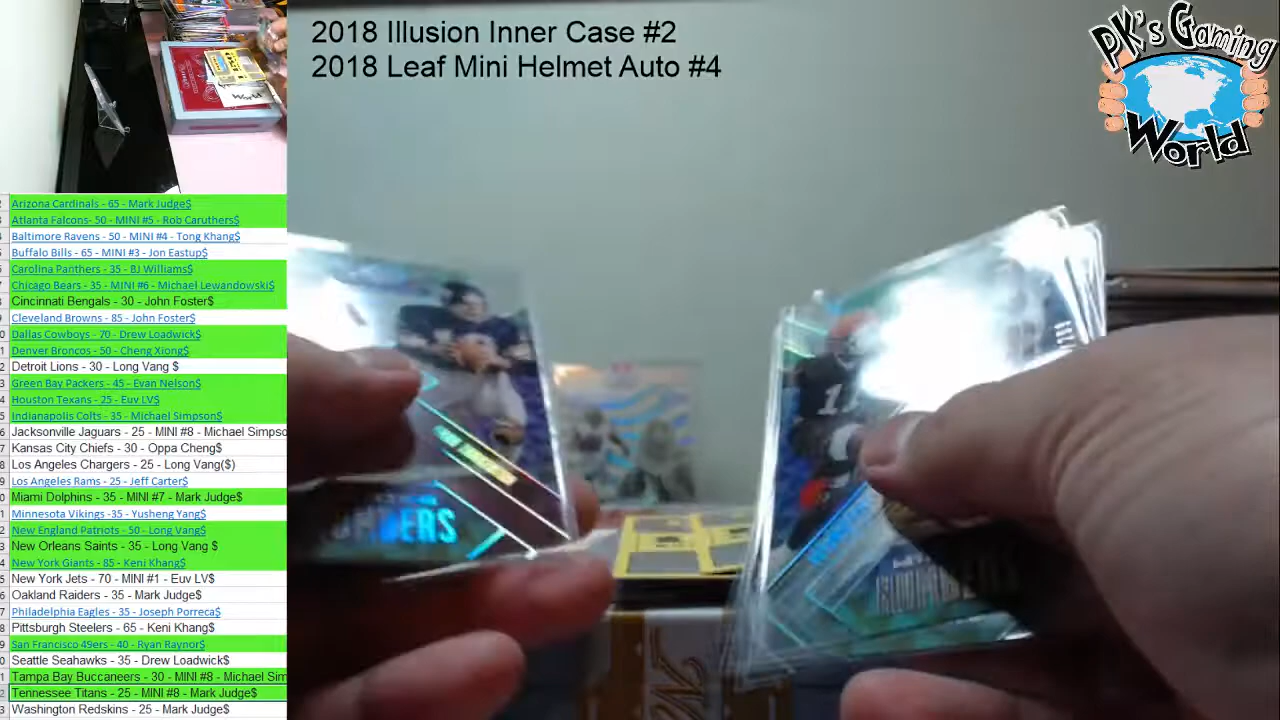 2018 Illusion Inner Case #2
2018 Leaf Mini Helmet Auto #4
PK's Gaming
World
Arizona Cardinals - 65 - Mark Judge$
Atlanta Falcons- 50 - MINI #5 - Rob Caruthers$
Baltimore Ravens - 50 - MINI #4 - Tong Khang$
Buffalo Bills - 65 - MINI #3 - Jon Eastup$
Carolina Panthers - 35 - BJ Williams$
Chicago Bears - 35 - MINI #6 - Michael Lewandowski$
Cincinnati Bengals - 30 - John Foster$
Cleveland Browns - 85 - John Foster$
Dallas Cowboys - 70 - Drew Loadwick$
Denver Broncos - 50 - Cheng Xiong$
Detroit Lions - 30 - Long Vang $
Green Bay Packers - 45 - Evan Nelson$
Houston Texans - 25 - Euv LV$
Indianapolis Colts - 35 - Michael Simpson$
Jacksonville Jaguars - 25 - MINI #8 - Michael Simpso
Kansas City Chiefs - 30 - Oppa Cheng$
Los Angeles Chargers - 25 - Long Vang($)
Los Angeles Rams - 25 - Jeff Carter$
Miami Dolphins - 35 - MINI #7 - Mark Judge$
Minnesota Vikings -35 - Yusheng Yang$
New England Patriots - 50 - Long Vang$
New Orleans Saints - 35 - Long Vang $
New York Giants - 85 - Keni Khang$
New York Jets - 70 - MINI #1 - Euv LV$
Oakland Raiders - 35 - Mark Judge$
Philadelphia Eagles - 35 - Joseph Porreca$
Pittsburgh Steelers - 65 - Keni Khang$
San Francisco 49ers - 40 - Ryan Raynor$
Seattle Seahawks - 35 - Drew Loadwick$
Tampa Bay Buccaneers - 30 - MINI #8 - Michael Sim
Tennessee Titans - 25 - MINI #8 - Mark Judge$
Washington Redskins - 25 - Mark Judge$